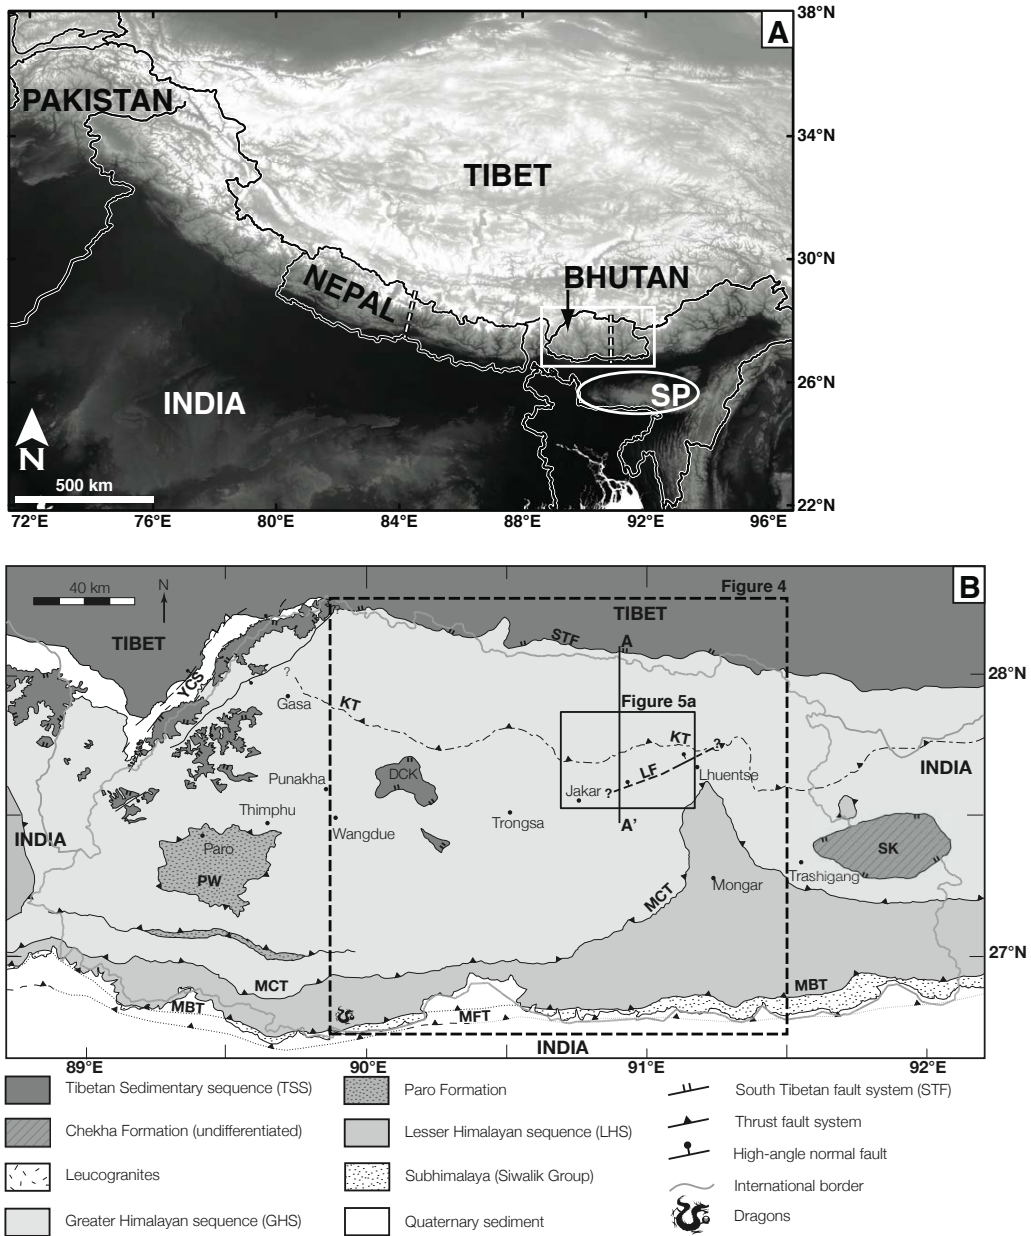 A
38°N
PAKISTAN
34°N
TIBET
30°N
BHUTAN
NEPAL
26°N
SP
INDIA
N
500 km
22°N
72°E 76°E 80°E 84°E 88°E 92°E 96°E
B
40 km
N
Figure 4
TIBET
TIBET
STF
A
28°N
YCS
?
Gasa
KT
Figure 5a
KT
?
INDIA
DCK
LF
Lhuentse
Punakha
Jakar
?
Thimphu
Trongsa
A'
Wangdue
INDIA
Paro
SK
PW
Trashigang
Mongar
MCT
27°N
MCT
MBT
MBT
MFT
INDIA
89°E 90°E 91°E 92°E
Tibetan Sedimentary sequence (TSS)
Chekha Formation (undifferentiated)
Leucogranites
Greater Himalayan sequence (GHS)
Paro Formation
Lesser Himalayan sequence (LHS)
Subhimalaya (Siwalik Group)
Quaternary sediment
South Tibetan fault system (STF)
Thrust fault system
High-angle normal fault
International border
Dragons